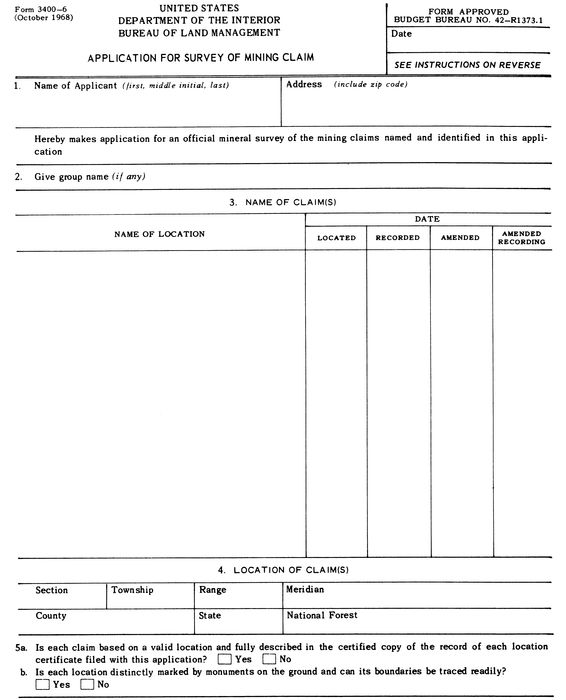 Form 3400—6
(October 1968)
UNITED STATES
DEPARTMENT OF THE INTERIOR
BUREAU OF LAND MANAGEMENT
APPLICATION FOR SURVEY OF MINING CLAIM
FORM APPROVED
BUDGET BUREAU NO. 42—R1373.1
Date
SEE INSTRUCTIONS ON REVERSE
1. Name of Applicant (first, middle initial, last)
Address (include zip code)
Hereby makes application for an official mineral survey of the mining claims named and identified in this appli-
cation
2. Give group name (if any)
3. NAME OF CLAIM(S)
NAME OF LOCATION
DATE
LOCATED RECORDED AMENDED AMENDED
RECORDING
4. LOCATION OF CLAIM(S)
Section Township Range Meridian
County State National Forest
5a. Is each claim based on a valid location and fully described in the certified copy of the record of each location
certificate filed with this application? Yes No
b. Is each location distinctly marked by monuments on the ground and can its boundaries be traced readily?
Yes No